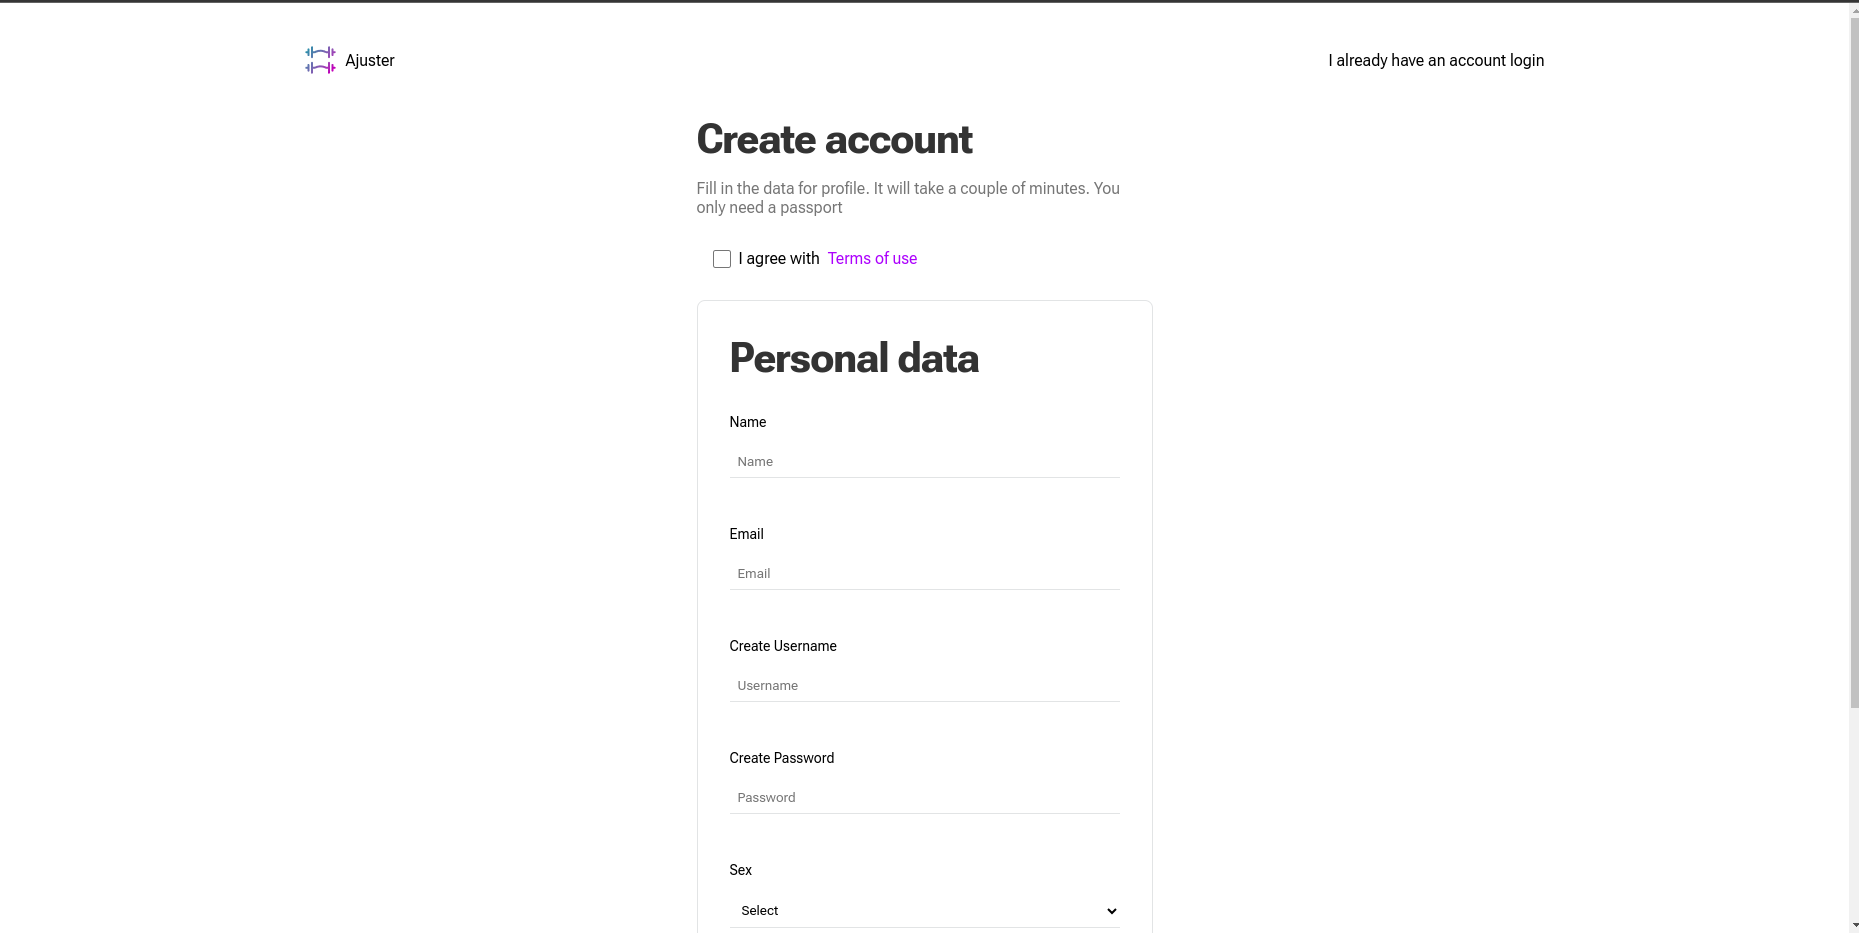 Ajuster
I already have an account login
Create account
Fill in the data for profile. It will take a couple of minutes. You
only need a passport
I agree with Terms of use
Personal data
Name
Name
Email
Email
Create Username
Username
Create Password
Password
Sex
Select